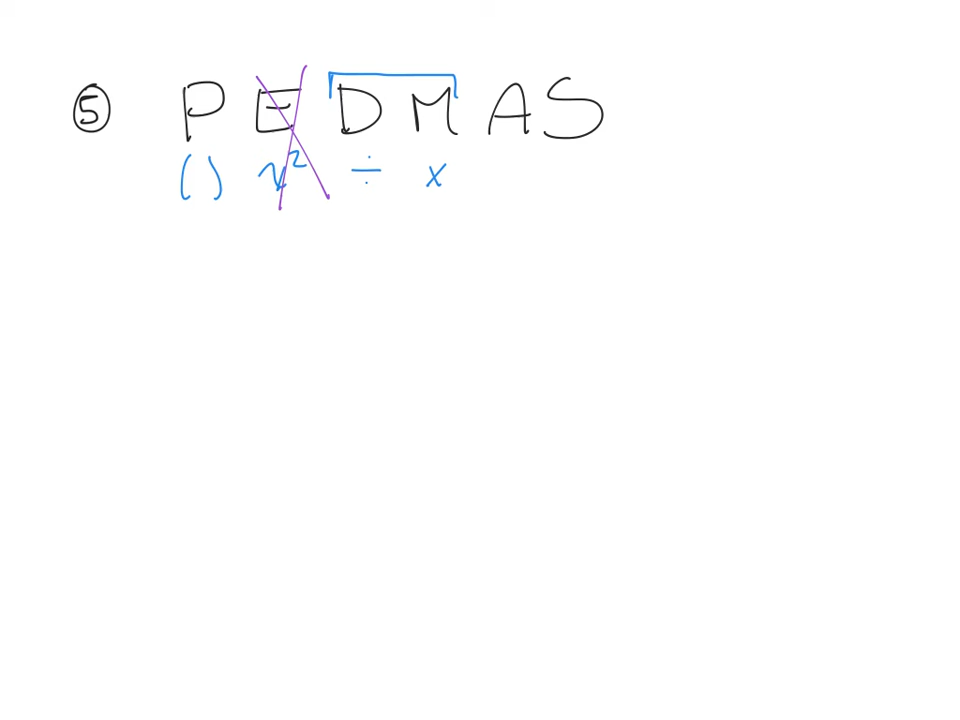 ⑤ PEDMAS
() x² ÷ x